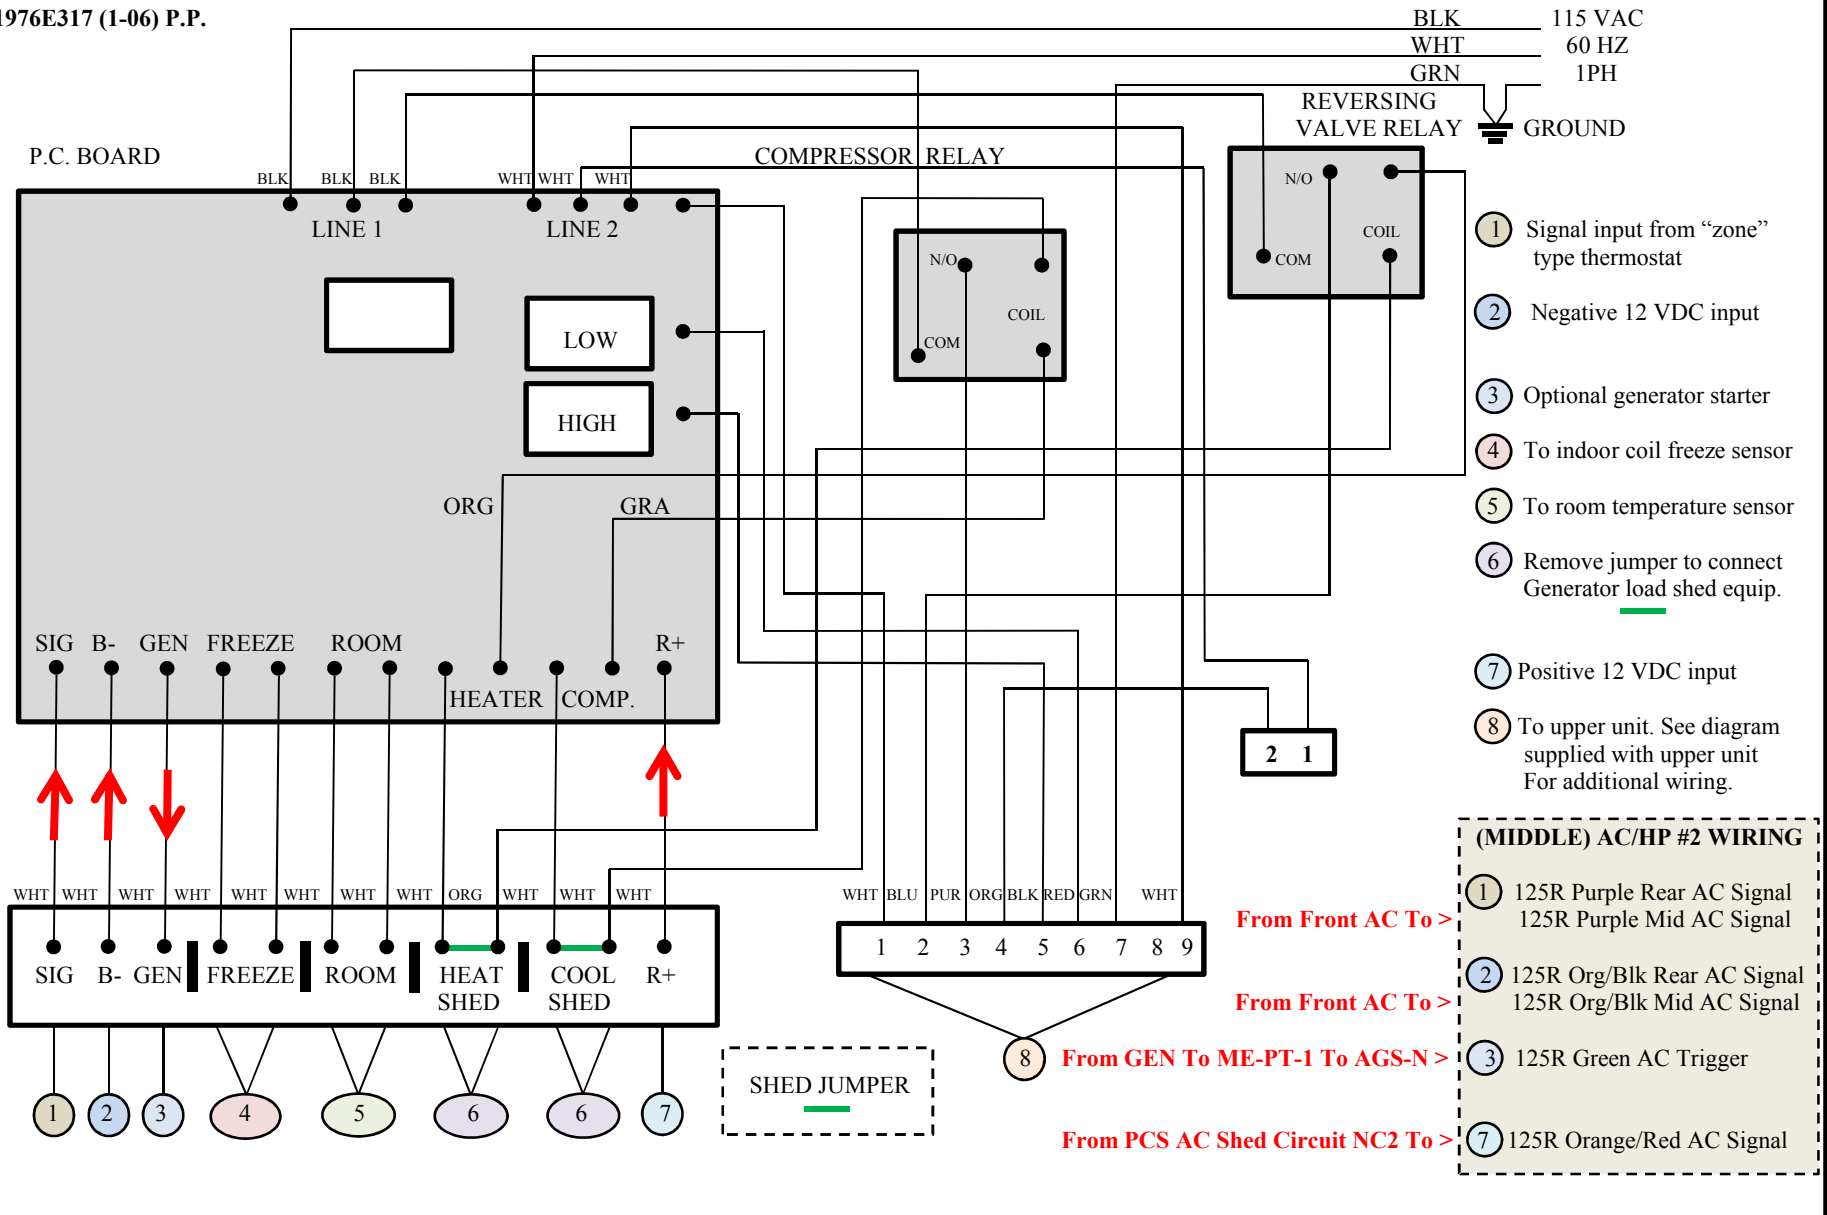 1976E317 (1-06) P.P.
BLK 115 VAC
WHT 60 HZ
GRN 1PH
REVERSING
VALVE RELAY
GROUND
P.C. BOARD
COMPRESSOR RELAY
BLK BLK BLK WHT WHT WHT
LINE 1 LINE 2
N/O
COIL
COM
N/O
COIL
COM
LOW
HIGH
ORG GRA
SIG B- GEN FREEZE ROOM R+
HEATER COMP.
1 Signal input from “zone”
type thermostat
2 Negative 12 VDC input
3 Optional generator starter
4 To indoor coil freeze sensor
5 To room temperature sensor
6 Remove jumper to connect
Generator load shed equip.
7 Positive 12 VDC input
8 To upper unit. See diagram
supplied with upper unit
For additional wiring.
2 1
WHT WHT WHT WHT WHT WHT WHT WHT ORG WHT WHT WHT
SIG B- GEN FREEZE ROOM HEAT COOL R+
SHED SHED
1 2 3 4 5 6 6 7
SHED JUMPER
WHT BLU PUR ORG BLK RED GRN WHT
1 2 3 4 5 6 7 8 9
8
(MIDDLE) AC/HP #2 WIRING
1 125R Purple Rear AC Signal
From Front AC To > 125R Purple Mid AC Signal
2 125R Org/Blk Rear AC Signal
From Front AC To > 125R Org/Blk Mid AC Signal
From GEN To ME-PT-1 To AGS-N > 3 125R Green AC Trigger
From PCS AC Shed Circuit NC2 To > 7 125R Orange/Red AC Signal